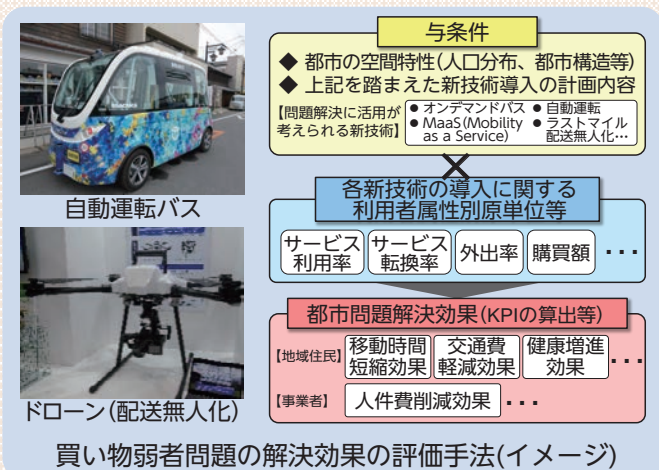 自動運転バス
ドローン(配送無人化)
与条件
◆ 都市の空間特性(人口分布、都市構造等)
◆ 上記を踏まえた新技術導入の計画内容
【問題解決に活用が
考えられる新技術】
● オンデマンドバス ● 自動運転
● MaaS(Mobility ● ラストマイル
as a Service) 配送無人化…
×
各新技術の導入に関する
利用者属性別原単位等
サービス サービス 外出率 購買額 ・・・
利用率 転換率
都市問題解決効果(KPIの算出等)
【地域住民】 移動時間 交通費 健康増進 ・・・
短縮効果 軽減効果 効果
【事業者】 人件費削減効果 ・・・
買い物弱者問題の解決効果の評価手法(イメージ)